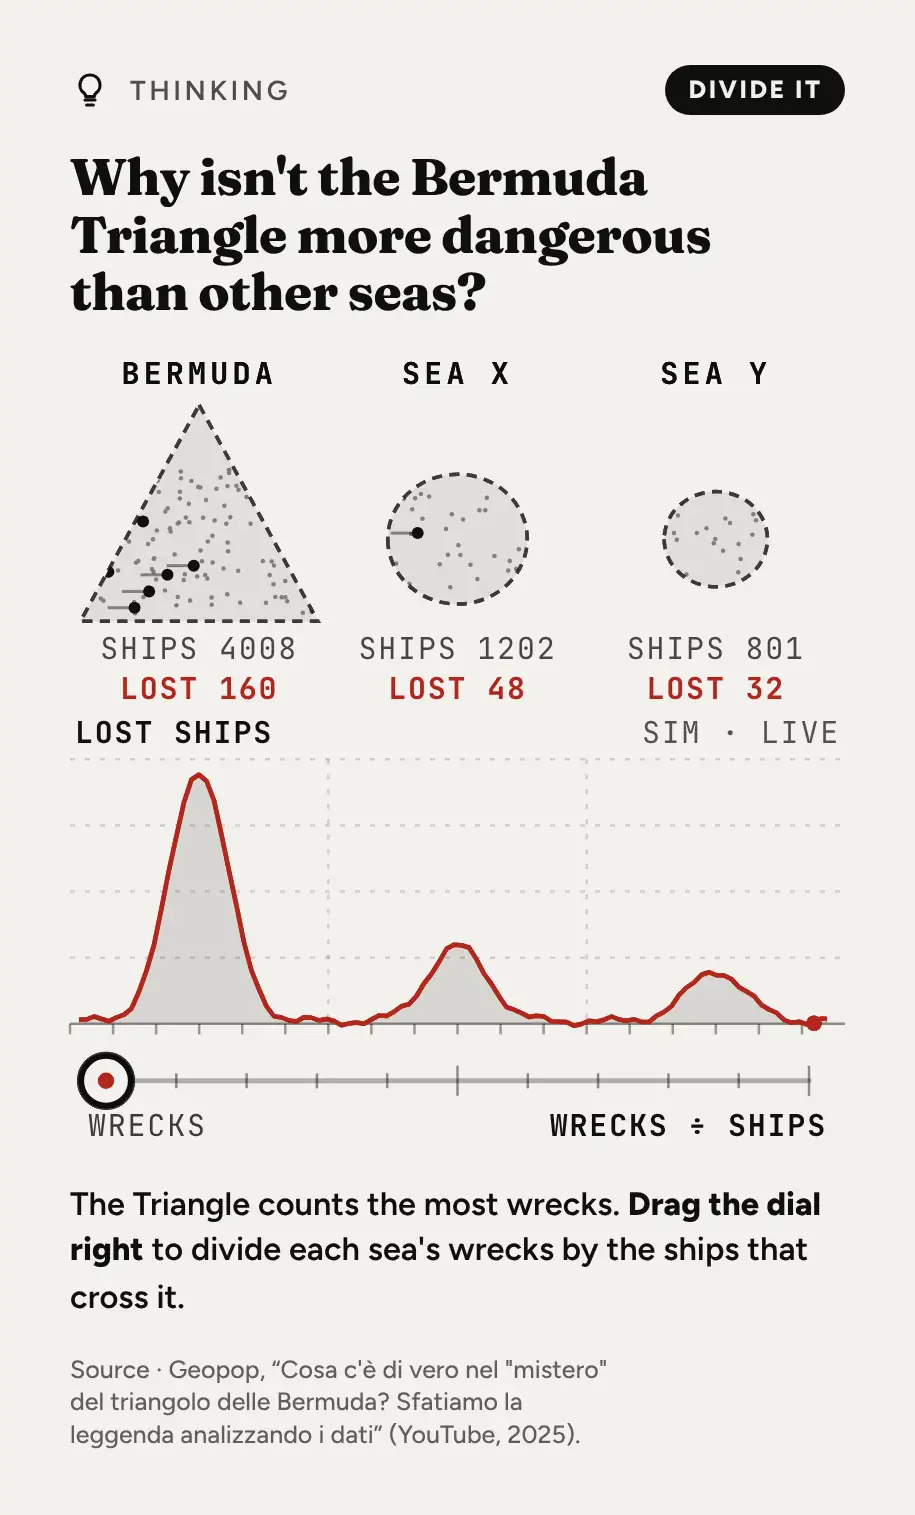 THINKING
DIVIDE IT
Why isn't the Bermuda
Triangle more dangerous
than other seas?
BERMUDA
SEA X
SEA Y
SHIPS 4008
SHIPS 1202
SHIPS 801
LOST 160
LOST 48
LOST 32
LOST SHIPS
SIM · LIVE
WRECKS
WRECKS ÷ SHIPS
The Triangle counts the most wrecks. Drag the dial
right to divide each sea's wrecks by the ships that
cross it.
Source · Geopop, “Cosa c'è di vero nel "mistero"
del triangolo delle Bermuda? Sfatiamo la
leggenda analizzando i dati” (YouTube, 2025).